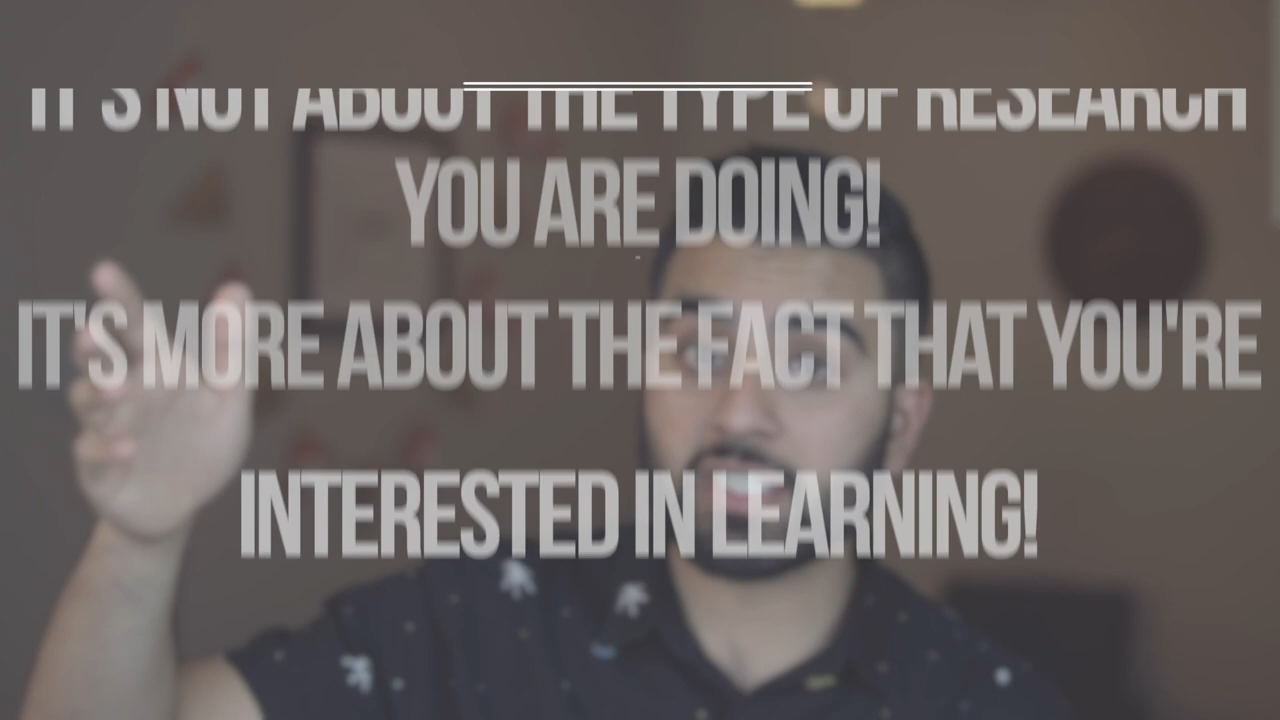 IT'S NOT ABOUT THE TYPE OF RESEARCH
YOU ARE DOING!
IT'S MORE ABOUT THE FACT THAT YOU'RE
INTERESTED IN LEARNING!